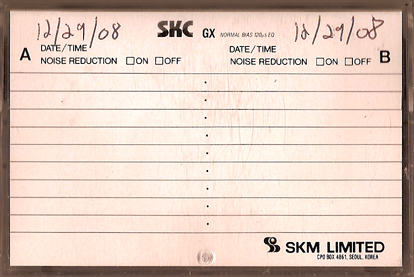 12/29/08 SKC GX NORMAL BIAS 120μs EQ 12/29/08
A DATE/TIME DATE/TIME B
NOISE REDUCTION □ON □OFF NOISE REDUCTION □ON □OFF
SKM LIMITED
CPO BOX 4861, SEOUL, KOREA